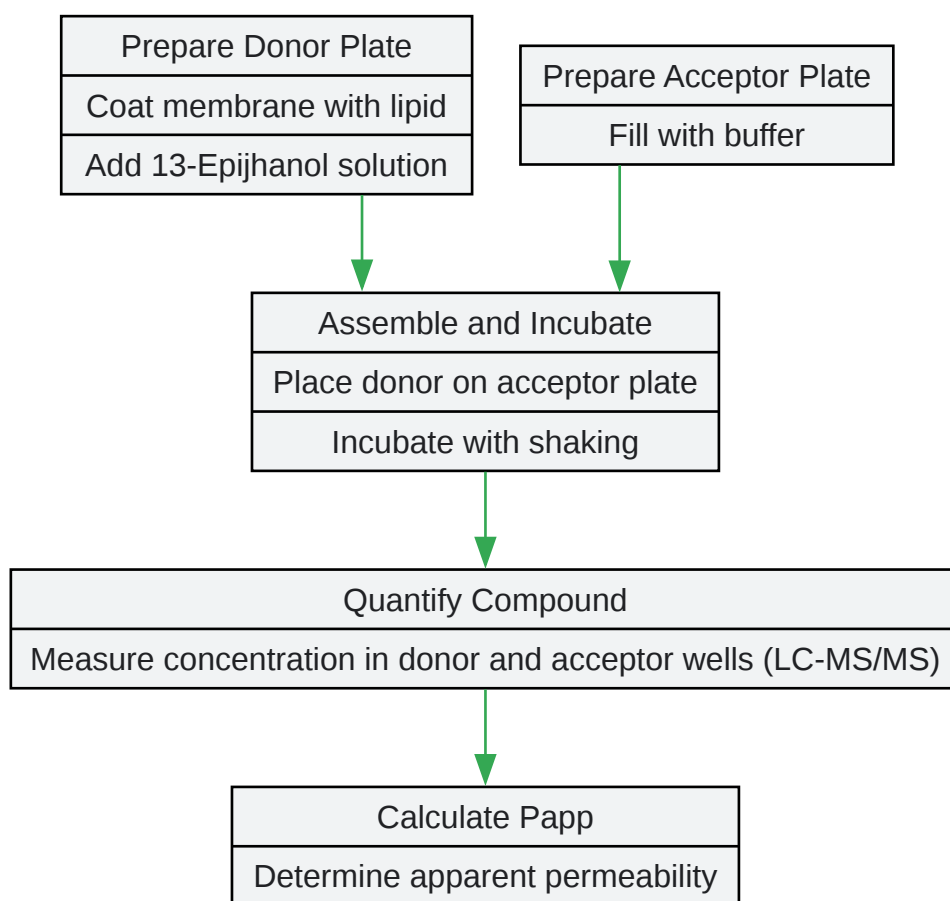 Prepare Donor Plate
Coat membrane with lipid
Add 13-Epijhanol solution
Prepare Acceptor Plate
Fill with buffer
Assemble and Incubate
Place donor on acceptor plate
Incubate with shaking
Quantify Compound
Measure concentration in donor and acceptor wells (LC-MS/MS)
Calculate Papp
Determine apparent permeability